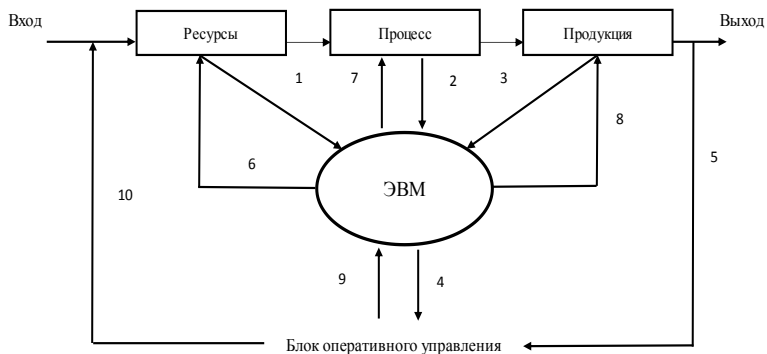 Вход
Выход
Ресурсы
Процесс
Продукция
1
7
2
3
8
5
6
ЭВМ
10
9
4
Блок оперативного управления